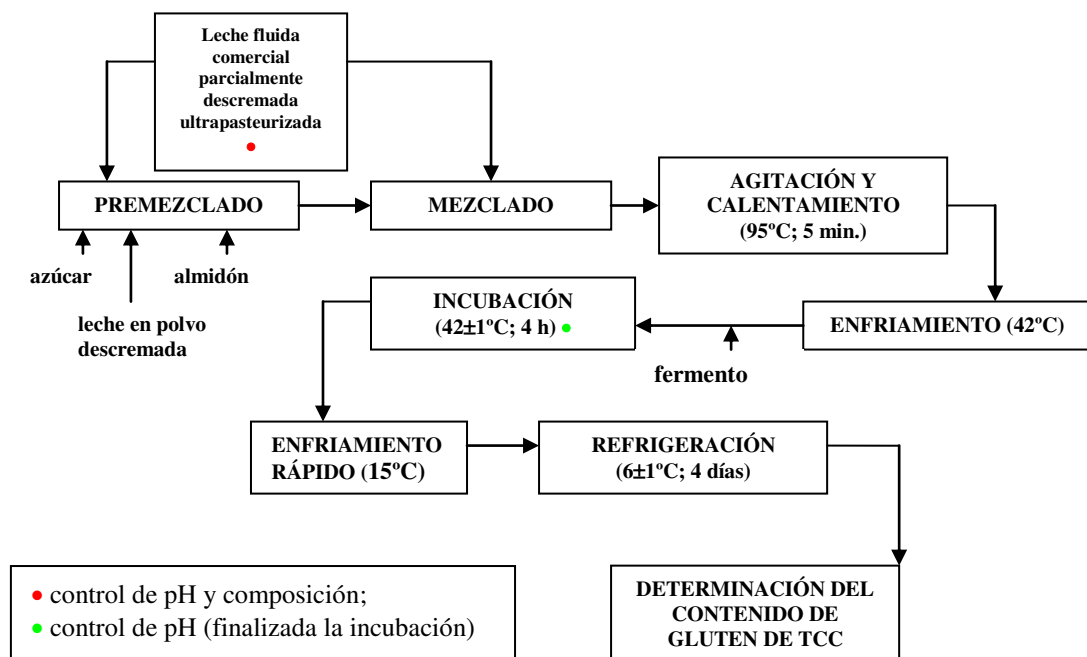 Leche fluida
comercial
parcialmente
descremada
ultrapasteurizada
PREMEZCLADO
MEZCLADO
AGITACIÓN Y
CALENTAMIENTO
(95ºC; 5 min.)
azúcar
almidón
leche en polvo
descremada
INCUBACIÓN
(42±1ºC; 4 h)
ENFRIAMIENTO (42ºC)
fermento
ENFRIAMIENTO
RÁPIDO (15ºC)
REFRIGERACIÓN
(6±1ºC; 4 días)
DETERMINACIÓN DEL
CONTENIDO DE
GLUTEN DE TCC
• control de pH y composición;
• control de pH (finalizada la incubación)